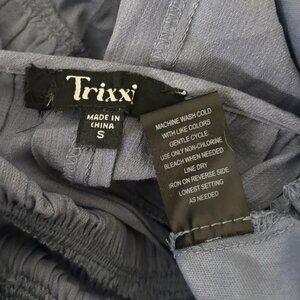 Trixxi
MADE IN
CHINA
S
MACHINE WASH COLD
WITH LIKE COLORS
GENTLE CYCLE
USE ONLY NON-CHLORINE
BLEACH WHEN NEEDED
LINE DRY
IRON ON REVERSE SIDE
LOWEST SETTING
AS NEEDED